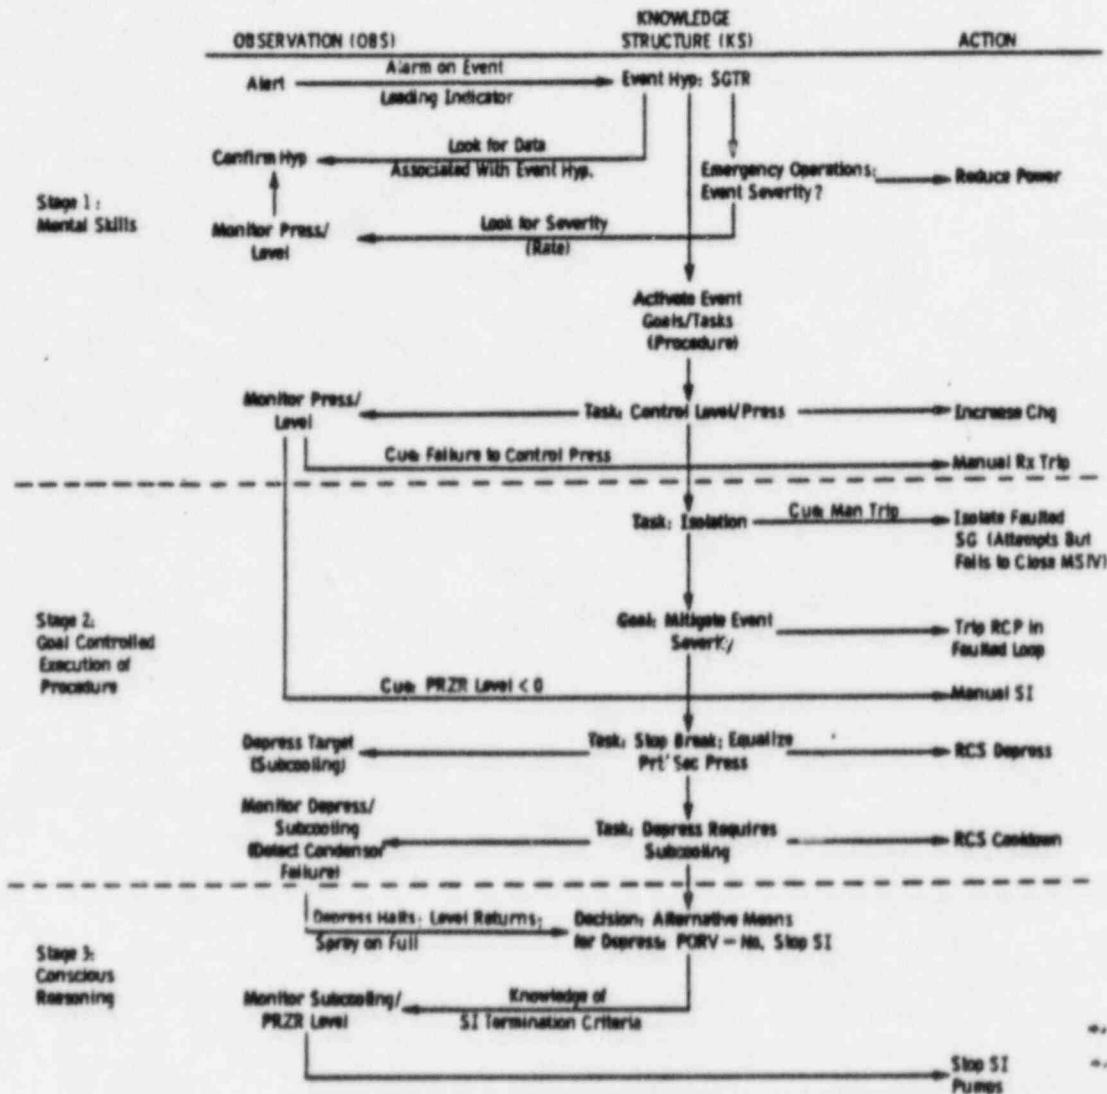 KNOWLEDGE
OBSERVATION (OBS) STRUCTURE (KS) ACTION
Alert
Alarm on Event
Leading Indicator
Event Hyp: SGTR
Confirm Hyp
Look for Data
Associated With Event Hyp.
Emergency Operations:
Event Severity?
Reduce Power
Stage 1:
Mental Skills
Monitor Press/
Level
Look for Severity
(Rate)
Activate Event
Goals/Tasks
(Procedure)
Monitor Press/
Level
Task: Control Level/Press
Increase Chg
Cue: Failure to Control Press
Manual Rx Trip
Task: Isolation
Cue: Man Trip
Isolate Faulted
SG (Attempts But
Fails to Close MSIV)
Stage 2:
Goal Controlled
Execution of
Procedure
Goal: Mitigate Event
Severity
Trip RCP in
Faulted Loop
Cue: PRZR Level < 0
Manual SI
Depress Target
(Subcooling)
Task: Stop Break: Equalize
Pri/Sec Press
RCS Depress
Monitor Depress/
Subcooling
(Detect Condensor
Failure)
Task: Depress Requires
Subcooling
RCS Cooldown
Depress Halts: Level Returns:
Spray on Full
Decision: Alternative Means
for Depress: PORV - No, Stop SI
Stage 3:
Conscious
Reasoning
Monitor Subcooling/
PRZR Level
Knowledge of
SI Termination Criteria
Stop SI
Pumps